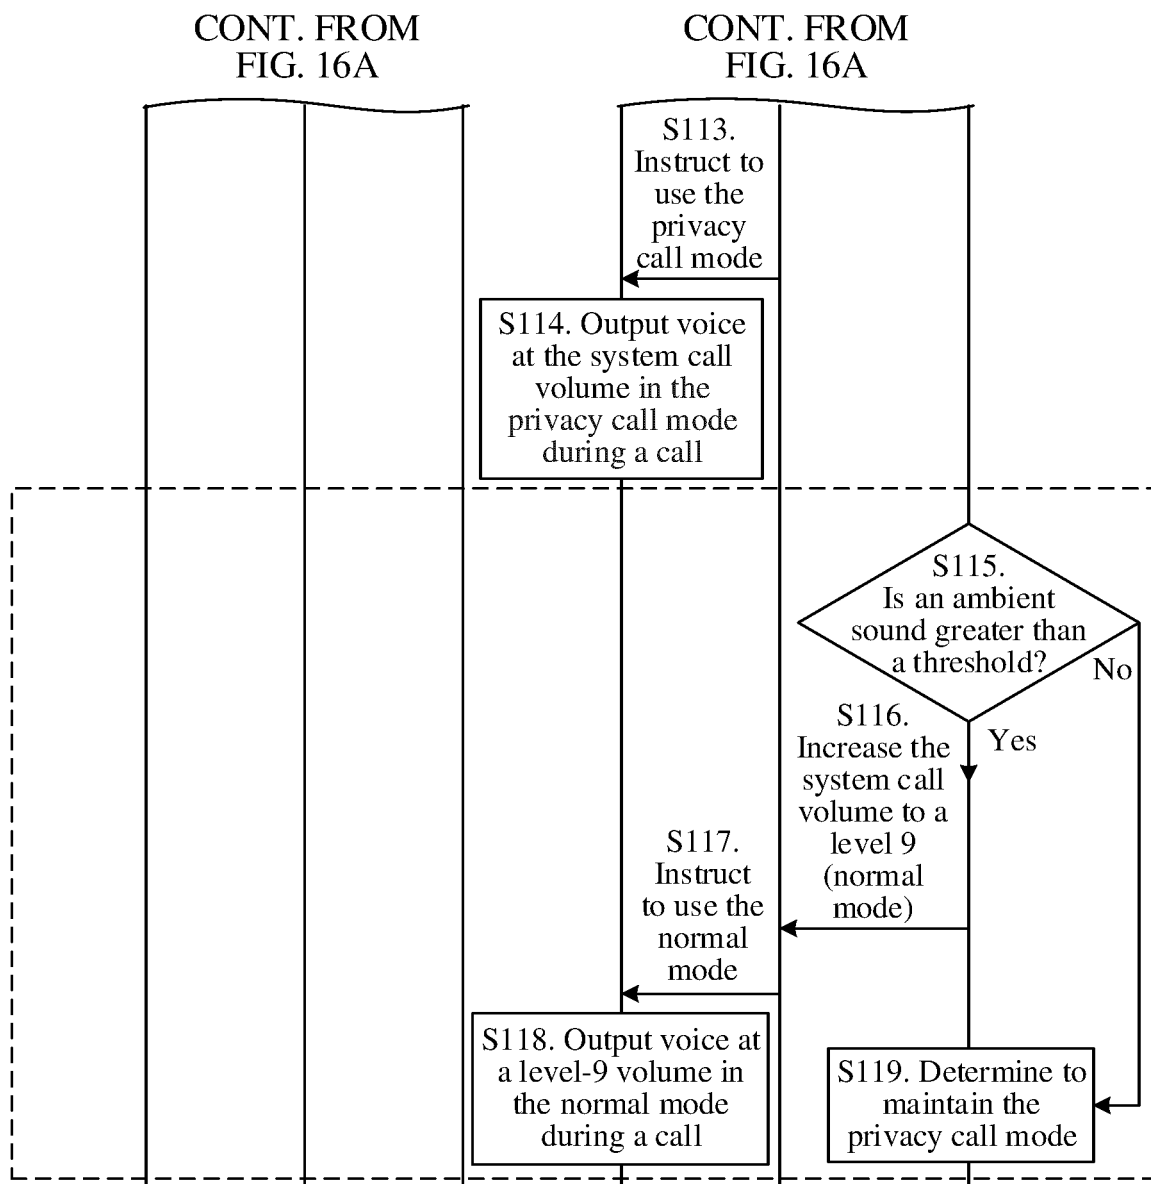 CONT. FROM
FIG. 16A
CONT. FROM
FIG. 16A
S113.
Instruct to
use the
privacy
call mode
S114. Output voice
at the system call
volume in the
privacy call mode
during a call
S115.
Is an ambient
sound greater than
a threshold?
No
Yes
S116.
Increase the
system call
volume to a
level 9
(normal
mode)
S117.
Instruct
to use the
normal
mode
S118. Output voice at
a level-9 volume in
the normal mode
during a call
S119. Determine to
maintain the
privacy call mode